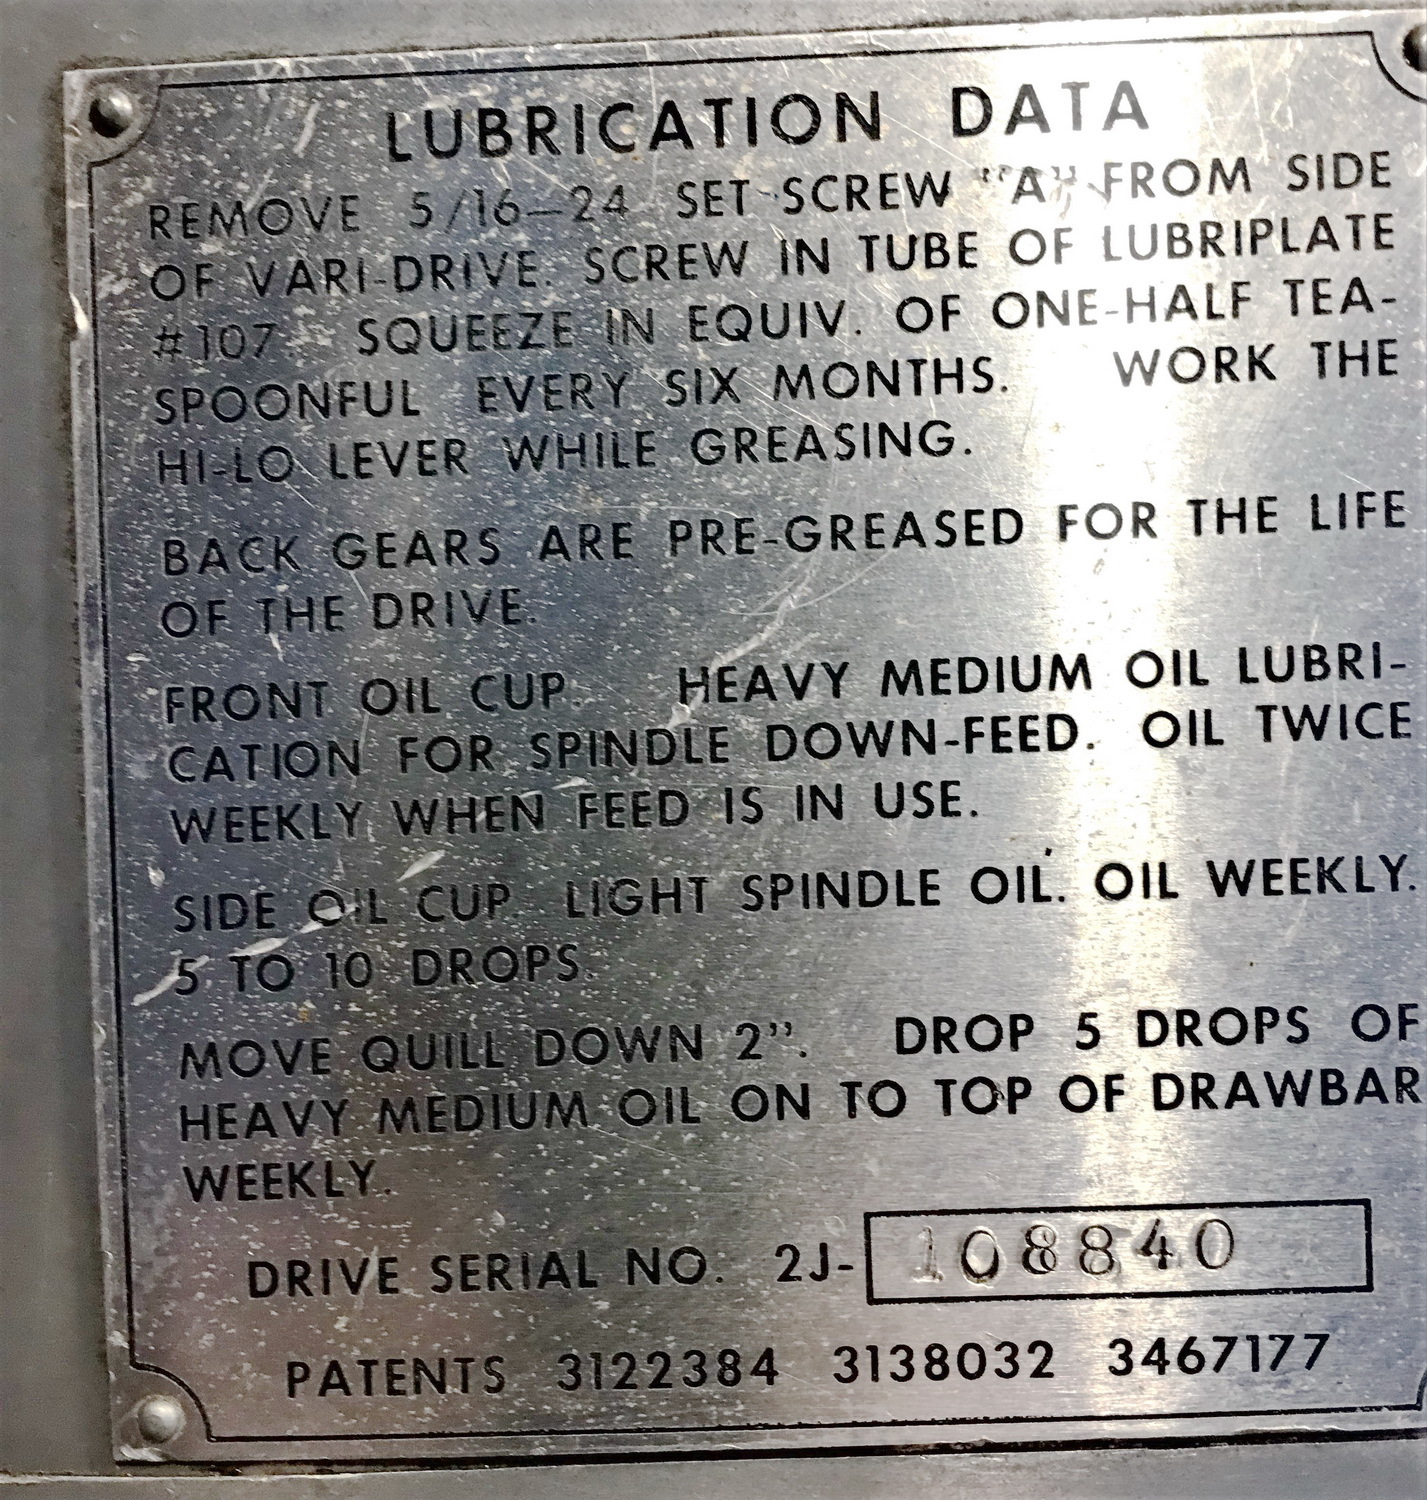 LUBRICATION DATA
REMOVE 5/16-24 SET SCREW "A" FROM SIDE
OF VARI-DRIVE. SCREW IN TUBE OF LUBRIPLATE
#107. SQUEEZE IN EQUIV. OF ONE-HALF TEA-
SPOONFUL EVERY SIX MONTHS. WORK THE
HI-LO LEVER WHILE GREASING.
BACK GEARS ARE PRE-GREASED FOR THE LIFE
OF THE DRIVE.
FRONT OIL CUP. HEAVY MEDIUM OIL LUBRI-
CATION FOR SPINDLE DOWN-FEED. OIL TWICE
WEEKLY WHEN FEED IS IN USE.
SIDE OIL CUP. LIGHT SPINDLE OIL. OIL WEEKLY.
5 TO 10 DROPS.
MOVE QUILL DOWN 2". DROP 5 DROPS OF
HEAVY MEDIUM OIL ON TO TOP OF DRAWBAR
WEEKLY.
DRIVE SERIAL NO. 2J-108840
PATENTS 3122384 3138032 3467177